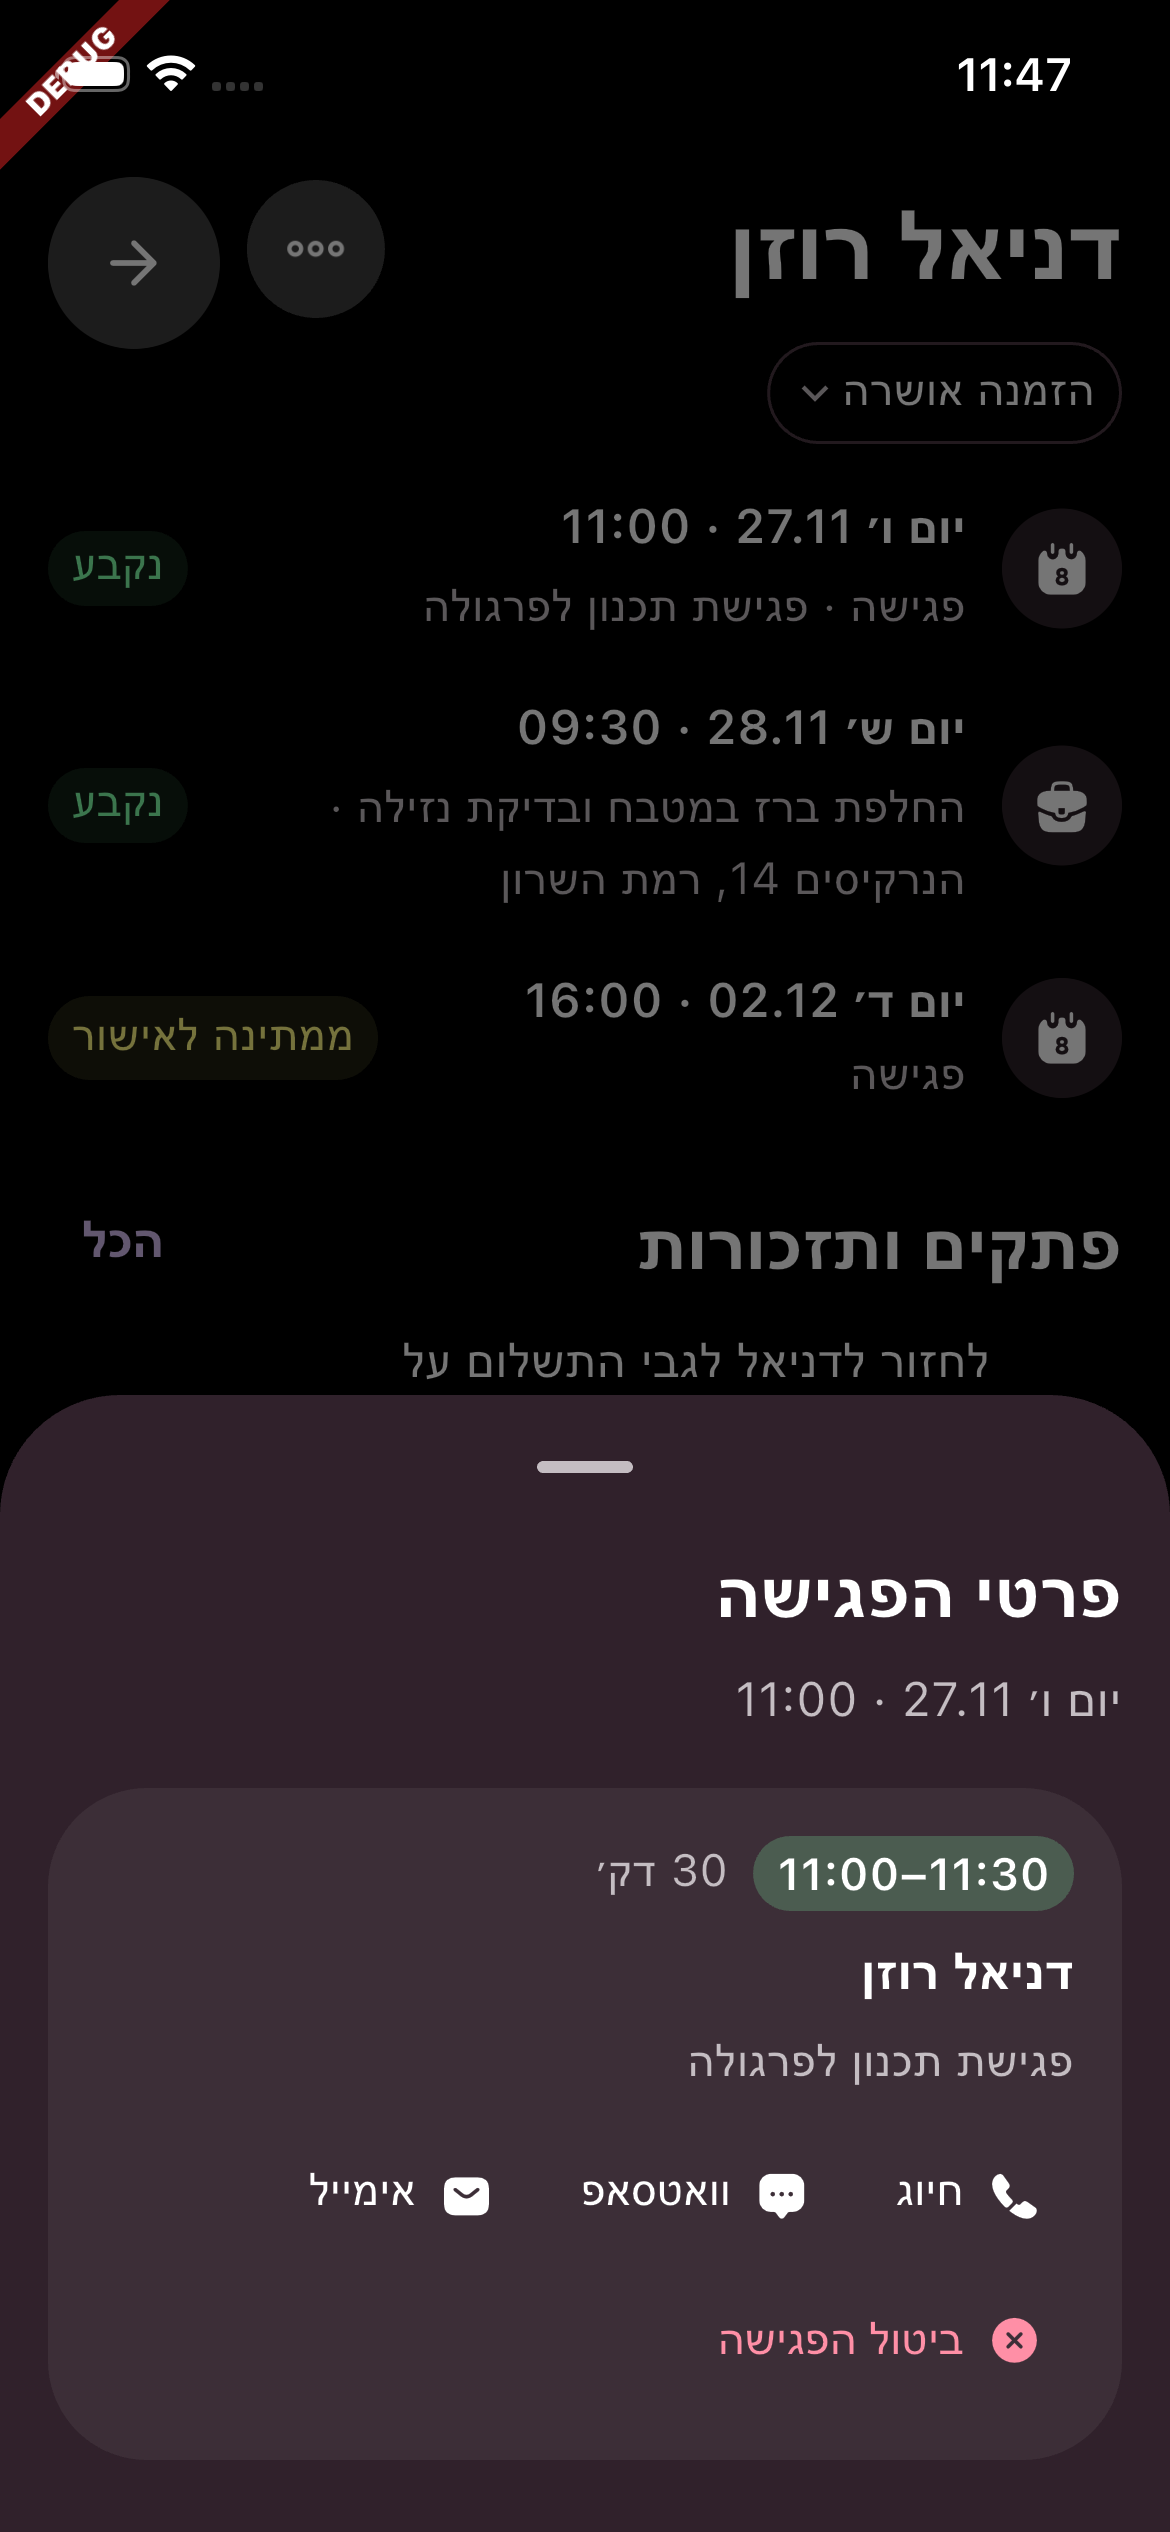 11:47
DEBUG
דניאל רוזן
הזמנה אושרה
יום ו׳ 27.11 · 11:00
פגישה · פגישת תכנון לפרגולה
נקבע
8
יום ש׳ 28.11 · 09:30
החלפת ברז במטבח ובדיקת נזילה ·
הנרקיסים 14, רמת השרון
נקבע
יום ד׳ 02.12 · 16:00
פגישה
ממתינה לאישור
8
פתקים ותזכורות
הכל
לחזור לדניאל לגבי התשלום על
פרטי הפגישה
יום ו׳ 27.11 · 11:00
11:00–11:30
30 דק׳
דניאל רוזן
פגישת תכנון לפרגולה
חיוג
וואטסאפ
אימייל
ביטול הפגישה